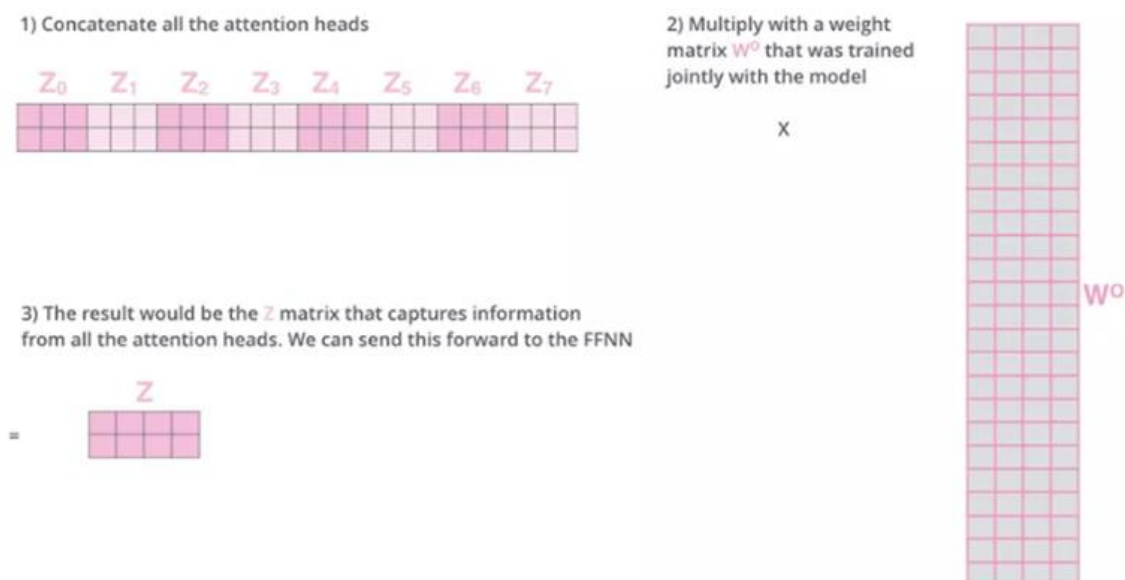 1) Concatenate all the attention heads
Z0 Z1 Z2 Z3 Z4 Z5 Z6 Z7
2) Multiply with a weight
matrix W^O that was trained
jointly with the model
X
W^O
3) The result would be the Z matrix that captures information
from all the attention heads. We can send this forward to the FFNN
Z
=